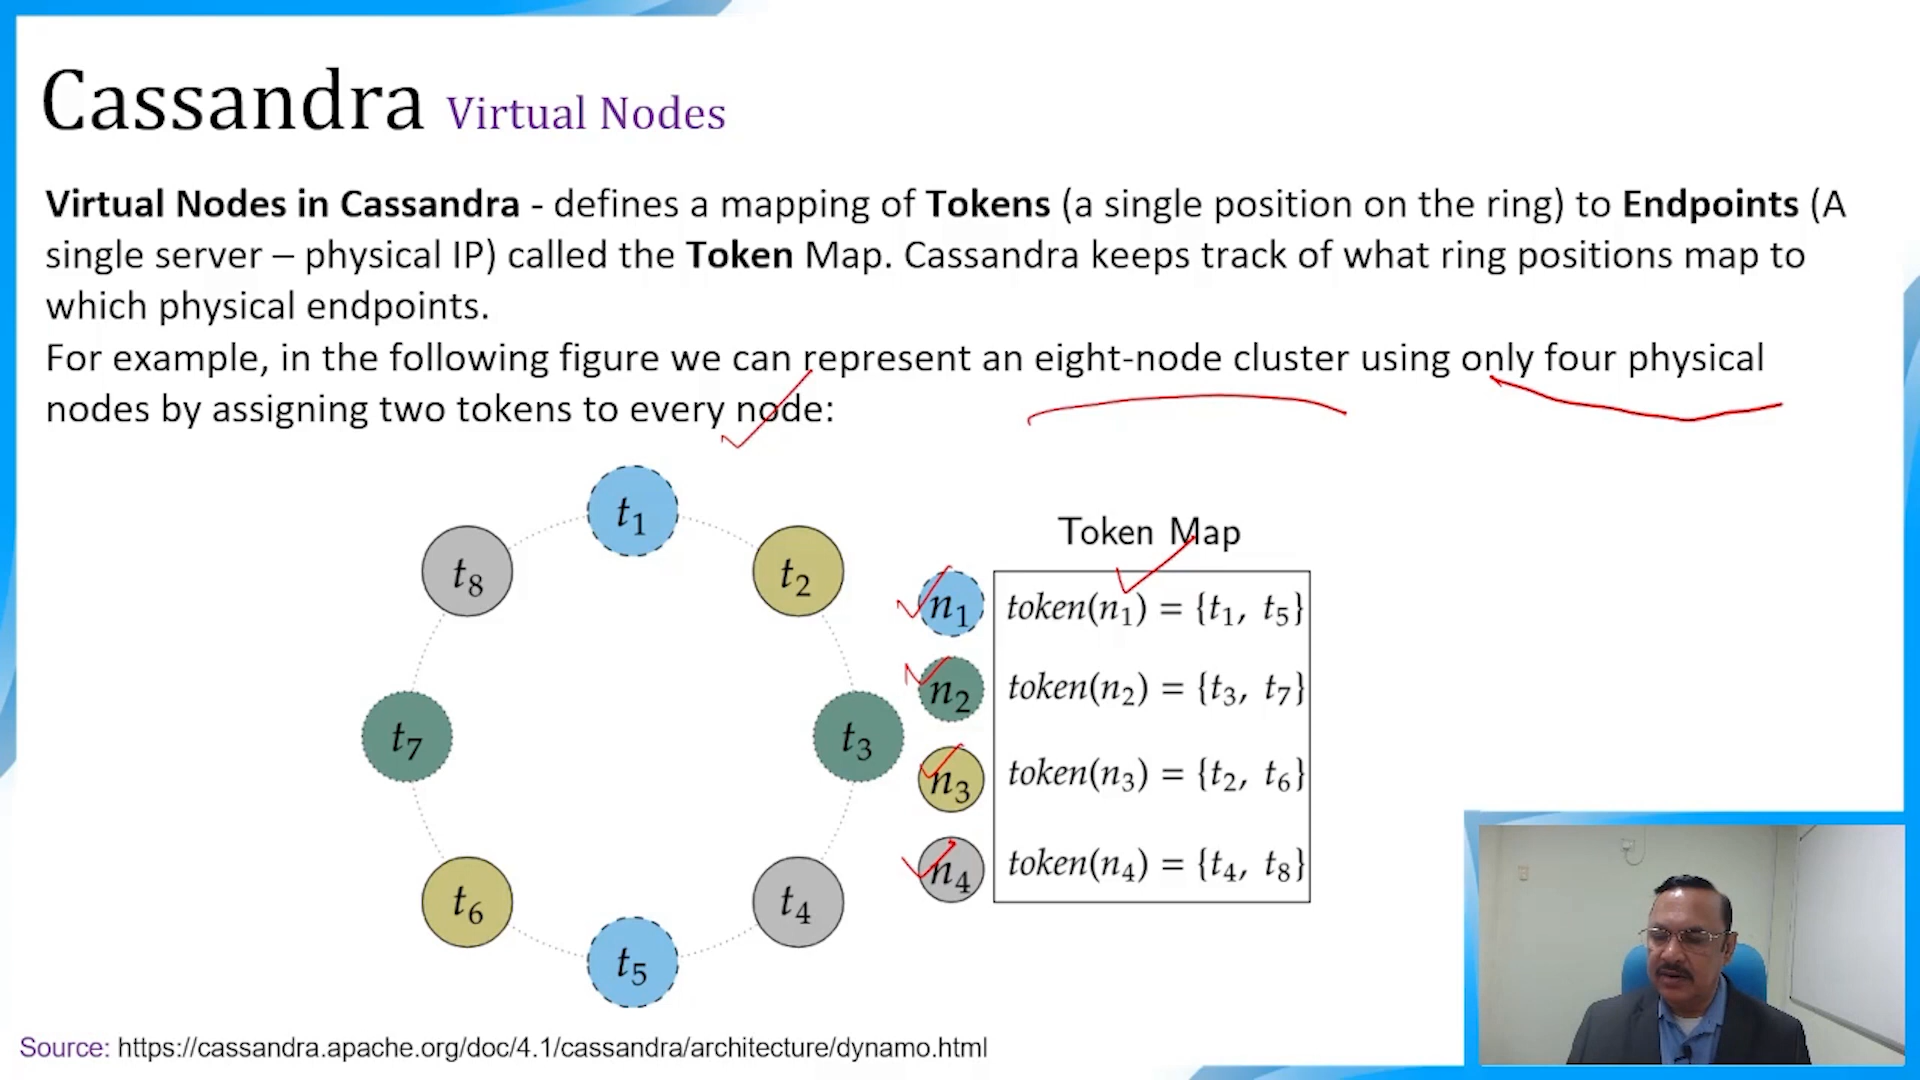 Cassandra Virtual Nodes
Virtual Nodes in Cassandra - defines a mapping of Tokens (a single position on the ring) to Endpoints (A
single server – physical IP) called the Token Map. Cassandra keeps track of what ring positions map to
which physical endpoints.
For example, in the following figure we can represent an eight-node cluster using only four physical
nodes by assigning two tokens to every node:
t₁
t₂
t₃
t₄
t₅
t₆
t₇
t₈
Token Map
n₁ token(n₁) = {t₁, t₅}
n₂ token(n₂) = {t₃, t₇}
n₃ token(n₃) = {t₂, t₆}
n₄ token(n₄) = {t₄, t₈}
Source: https://cassandra.apache.org/doc/4.1/cassandra/architecture/dynamo.html